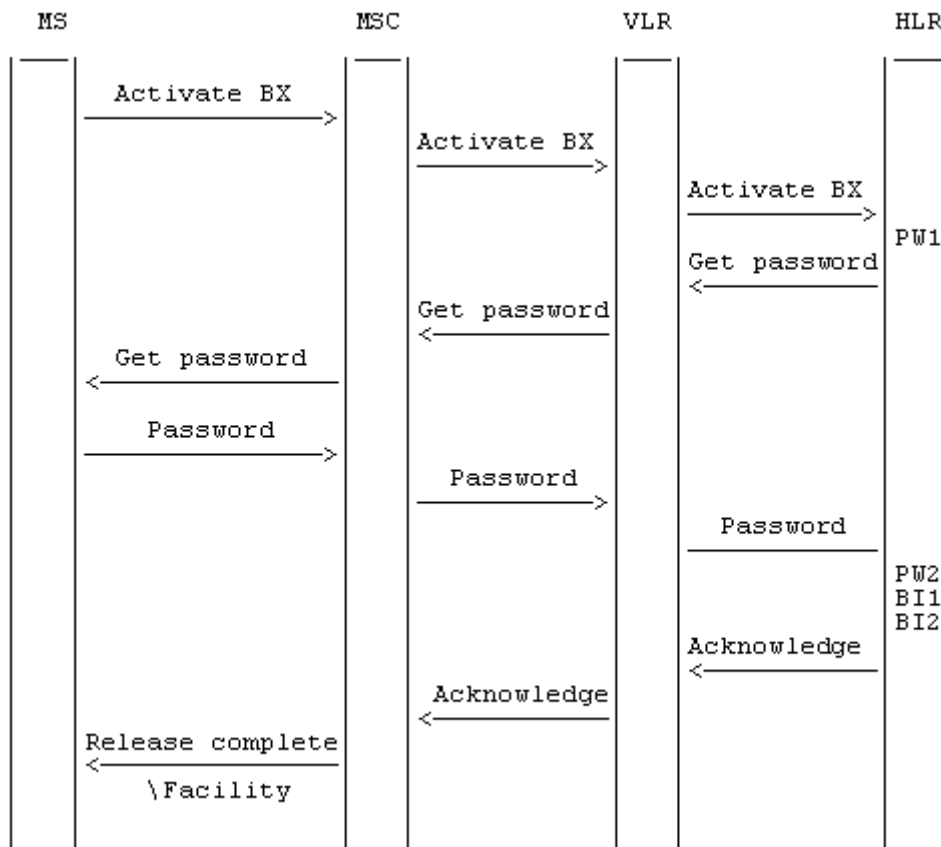 MS MSC VLR HLR
Activate BX
Activate BX
Activate BX
PW1
Get password
Get password
Get password
Password
Password
Password
PW2
BI1
BI2
Acknowledge
Acknowledge
Release complete
\Facility